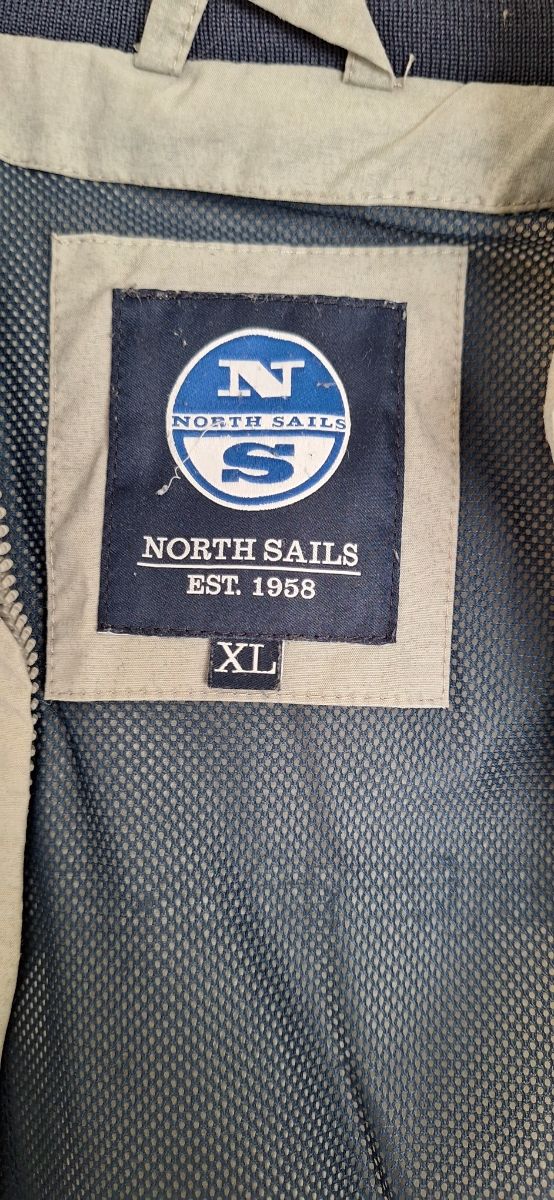 N
NORTH SAILS
S
NORTH SAILS
EST. 1958
XL